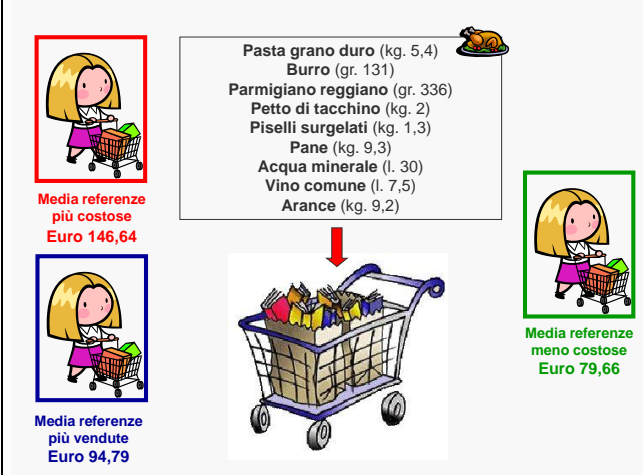 Pasta grano duro (kg. 5,4)
Burro (gr. 131)
Parmigiano reggiano (gr. 336)
Petto di tacchino (kg. 2)
Piselli surgelati (kg. 1,3)
Pane (kg. 9,3)
Acqua minerale (l. 30)
Vino comune (l. 7,5)
Arance (kg. 9,2)
Media referenze
più costose
Euro 146,64
Media referenze
più vendute
Euro 94,79
Media referenze
meno costose
Euro 79,66